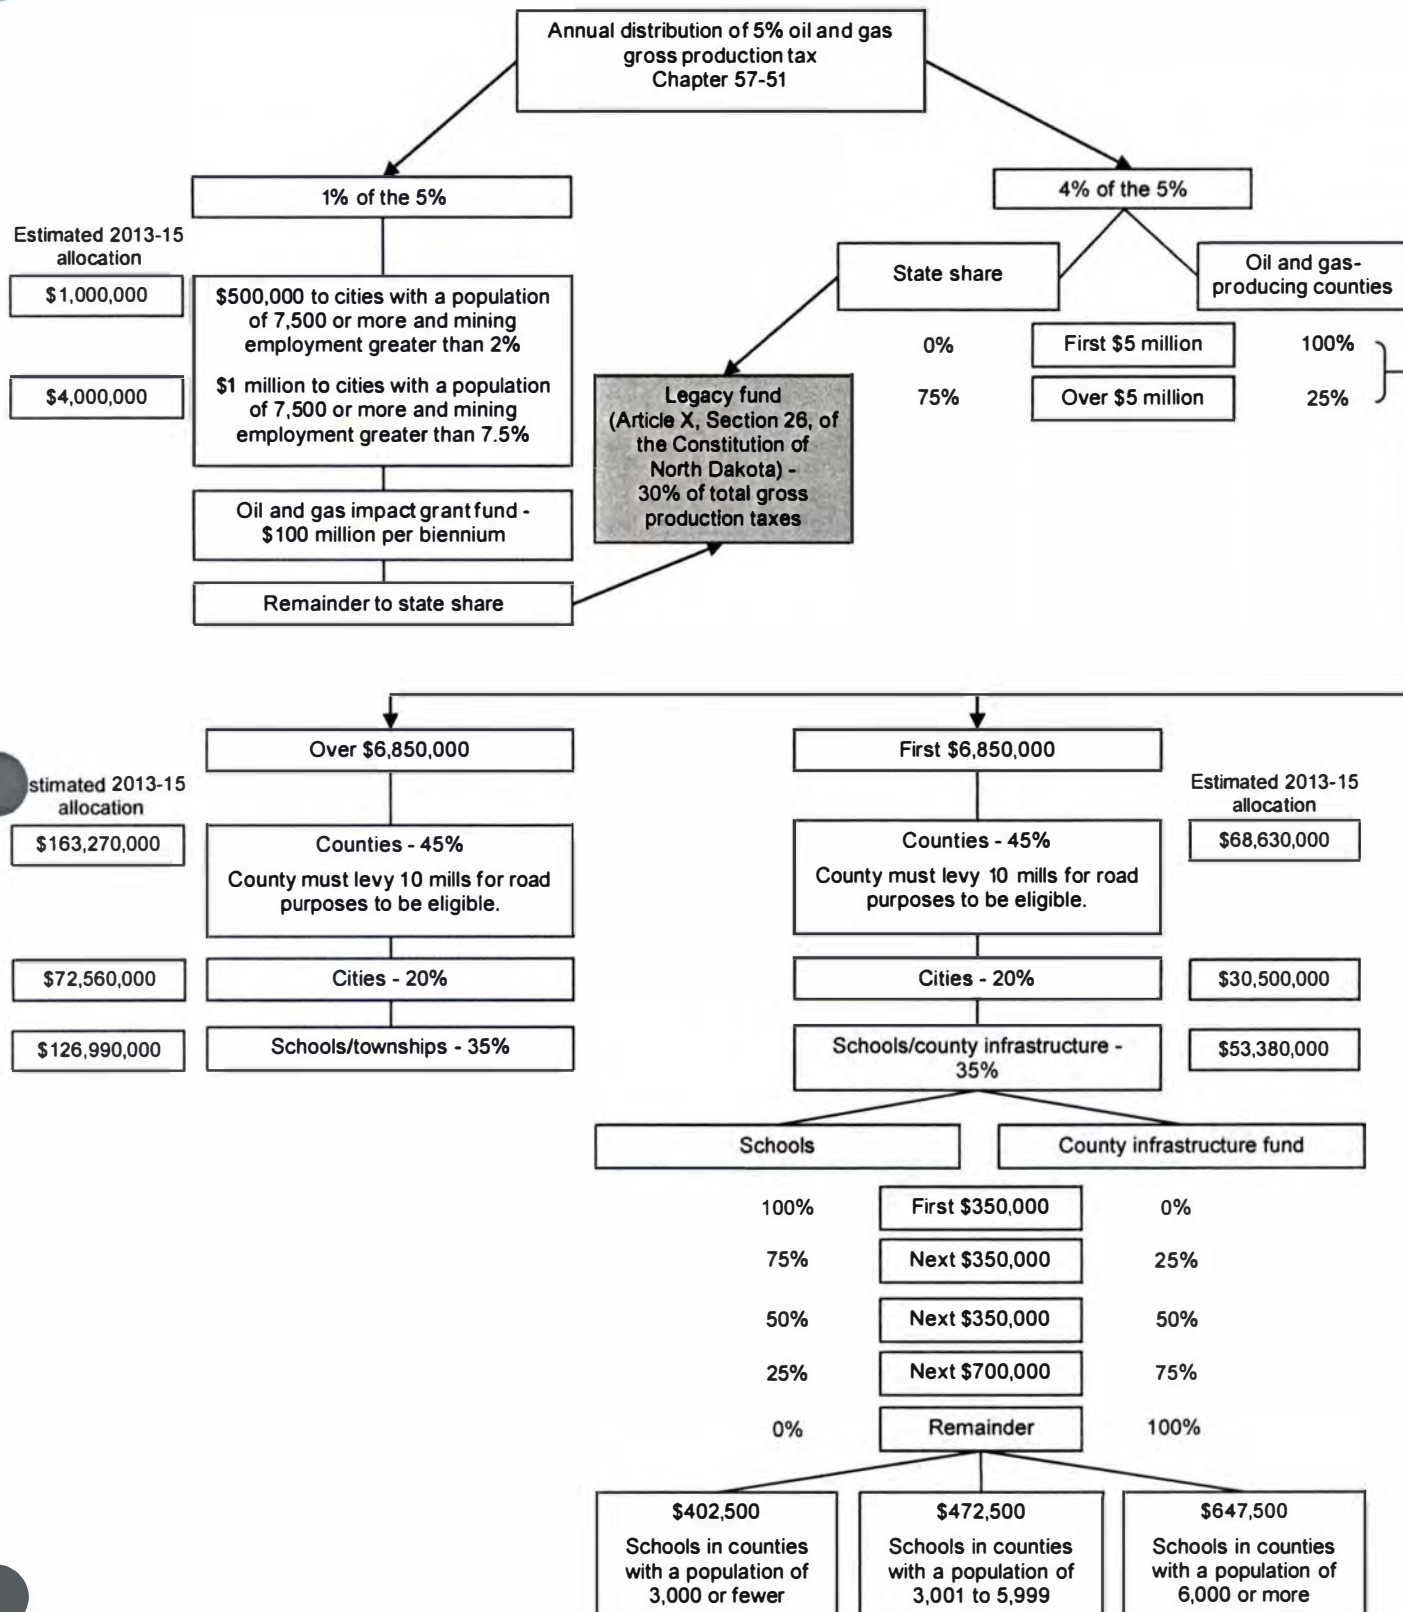 Annual distribution of 5% oil and gas
gross production tax
Chapter 57-51
1% of the 5%
4% of the 5%
Estimated 2013-15
allocation
$1,000,000
$500,000 to cities with a population
of 7,500 or more and mining
employment greater than 2%
$4,000,000
$1 million to cities with a population
of 7,500 or more and mining
employment greater than 7.5%
Oil and gas impact grant fund -
$100 million per biennium
Remainder to state share
State share
Oil and gas-
producing counties
0%
First $5 million
100%
75%
Over $5 million
25%
Legacy fund
(Article X, Section 26, of
the Constitution of
North Dakota) -
30% of total gross
production taxes
Over $6,850,000
First $6,850,000
stimated 2013-15
allocation
$163,270,000
Counties - 45%
County must levy 10 mills for road
purposes to be eligible.
$72,560,000
Cities - 20%
$126,990,000
Schools/townships - 35%
Estimated 2013-15
allocation
Counties - 45%
$68,630,000
County must levy 10 mills for road
purposes to be eligible.
Cities - 20%
$30,500,000
Schools/county infrastructure -
35%
$53,380,000
Schools
County infrastructure fund
100%
First $350,000
0%
75%
Next $350,000
25%
50%
Next $350,000
50%
25%
Next $700,000
75%
0%
Remainder
100%
$402,500
Schools in counties
with a population of
3,000 or fewer
$472,500
Schools in counties
with a population of
3,001 to 5,999
$647,500
Schools in counties
with a population of
6,000 or more